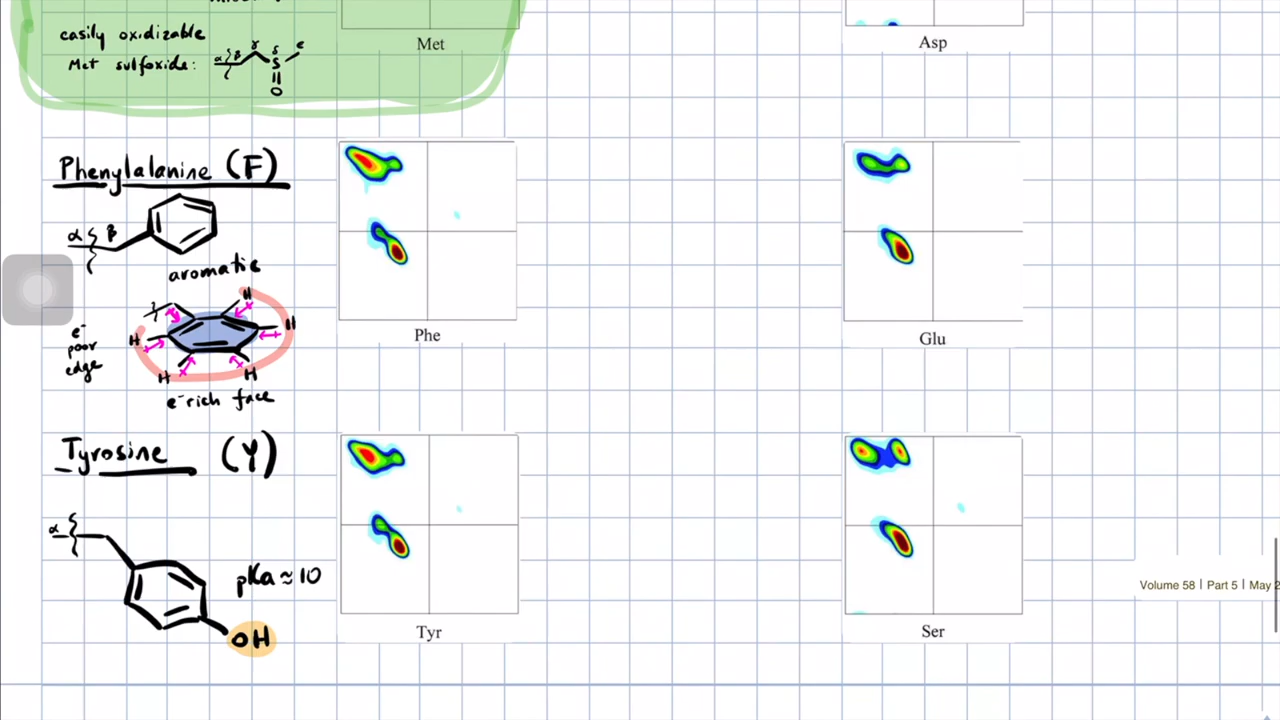 easily oxidizable
Met sulfoxide: α β γ δ ε
S
O
Met
Asp
Phenylalanine (F)
α β
aromatic
H
H
H
H
H
e⁻
poor
edge
e⁻rich face
Phe
Glu
Tyrosine (Y)
α
pKa ≈ 10
OH
Tyr
Ser
Volume 58 | Part 5 | May 2